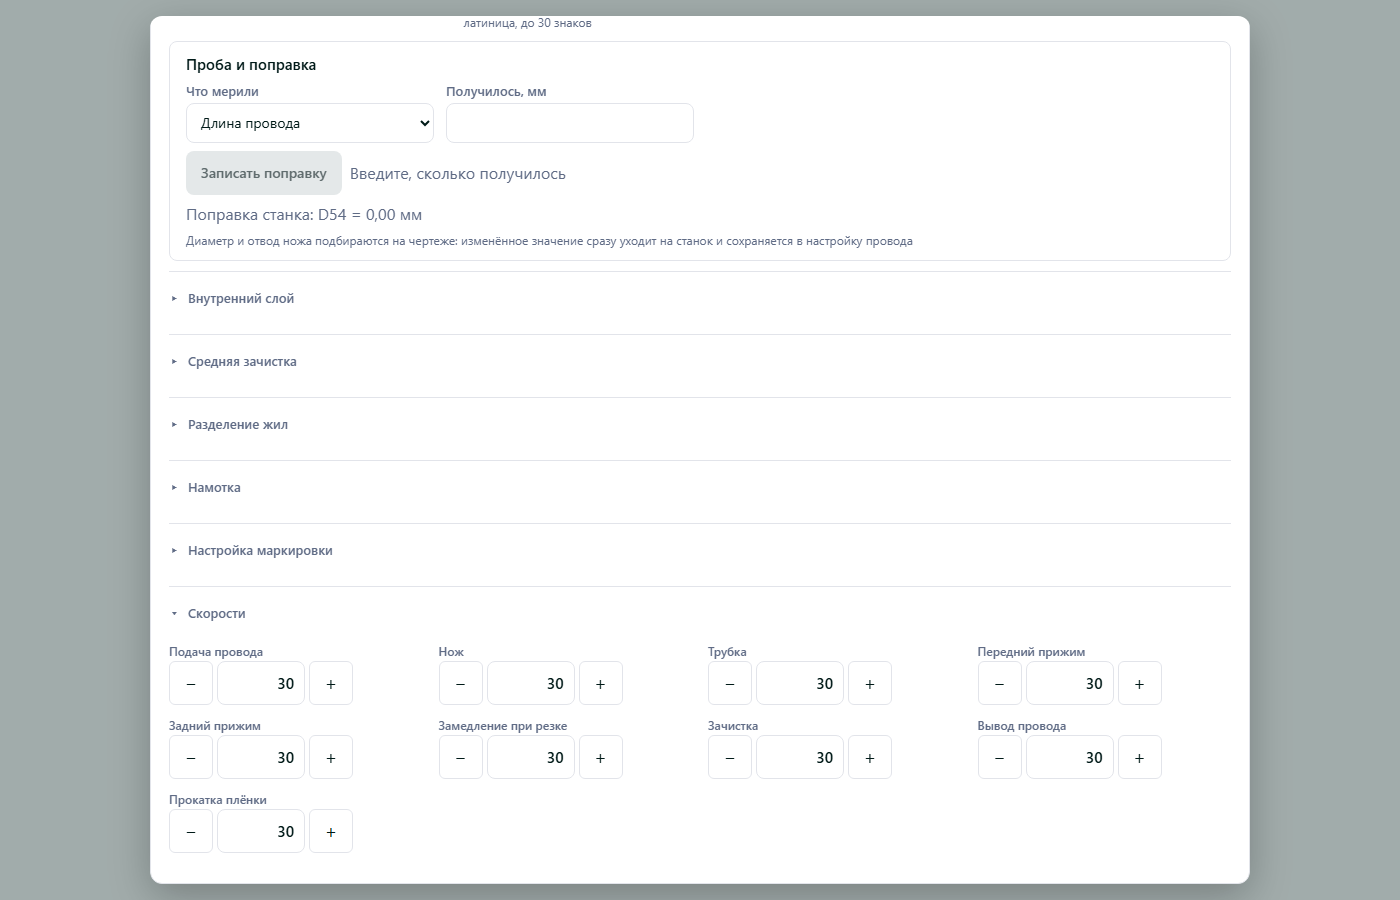 латиница, до 30 знаков
Проба и поправка
Что мерили Получилось, мм
Длина провода
Записать поправку Введите, сколько получилось
Поправка станка: D54 = 0,00 мм
Диаметр и отвод ножа подбираются на чертеже: изменённое значение сразу уходит на станок и сохраняется в настройку провода
Внутренний слой
Средняя зачистка
Разделение жил
Намотка
Настройка маркировки
Скорости
Подача провода Нож Трубка Передний прижим
− 30 + − 30 + − 30 + − 30 +
Задний прижим Замедление при резке Зачистка Вывод провода
− 30 + − 30 + − 30 + − 30 +
Прокатка плёнки
− 30 +